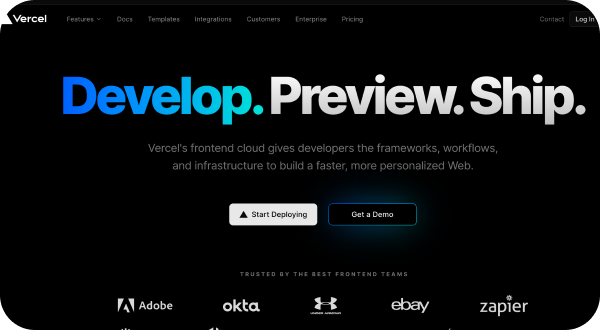 Vercel Features Docs Templates Integrations Customers Enterprise Pricing Contact Log In
Develop. Preview. Ship.
Vercel's frontend cloud gives developers the frameworks, workflows,
and infrastructure to build a faster, more personalized Web.
Start Deploying Get a Demo
TRUSTED BY THE BEST FRONTEND TEAMS
Adobe okta UNDER ARMOUR ebay zapier